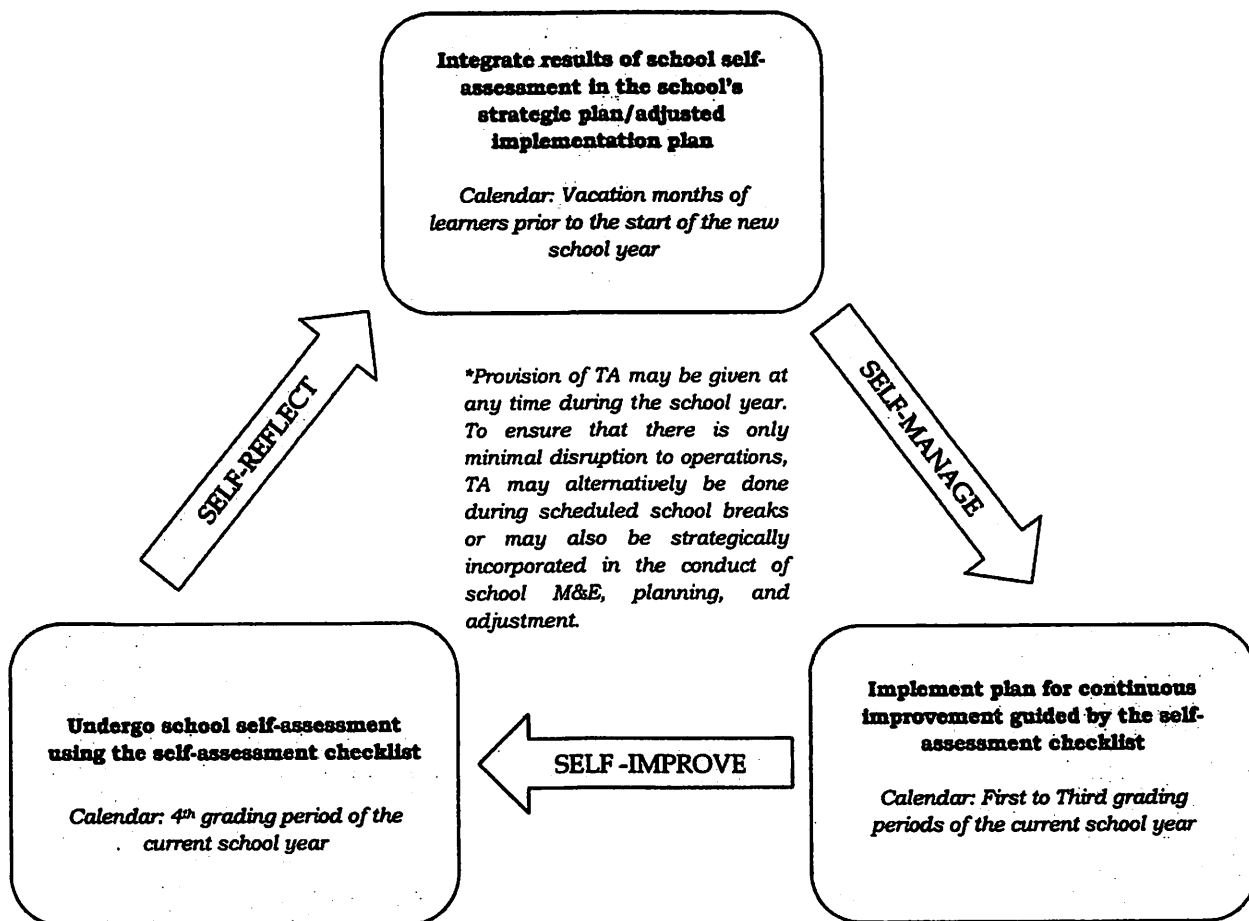 Integrate results of school self-
assessment in the school's
strategic plan/adjusted
implementation plan
Calendar: Vacation months of
learners prior to the start of the new
school year
SELF-REFLECT
SELF-MANAGE
*Provision of TA may be given at
any time during the school year.
To ensure that there is only
minimal disruption to operations,
TA may alternatively be done
during scheduled school breaks
or may also be strategically
incorporated in the conduct of
school M&E, planning, and
adjustment.
Undergo school self-assessment
using the self-assessment checklist
Calendar: 4th grading period of the
current school year
SELF-IMPROVE
Implement plan for continuous
improvement guided by the self-
assessment checklist
Calendar: First to Third grading
periods of the current school year